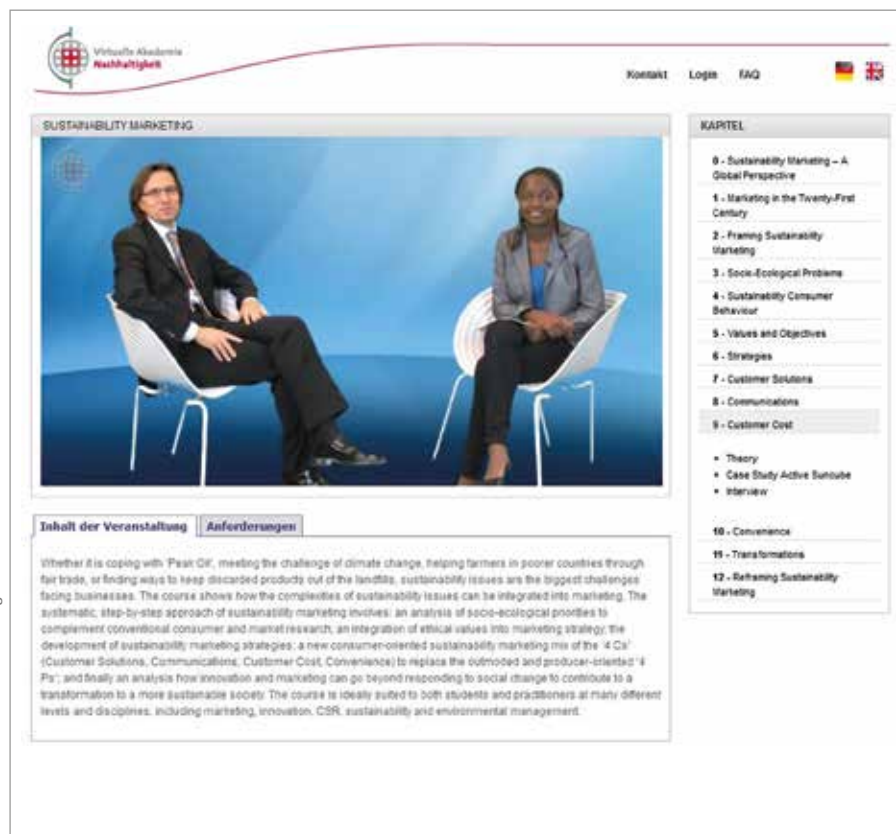 Virtuelle Akademie
Nachhaltigkeit
Kontakt Login FAQ
SUSTAINABILITY MARKETING
KAPITEL
0 - Sustainability Marketing – A
Global Perspective
1 - Marketing in the Twenty-First
Century
2 - Framing Sustainability
Marketing
3 - Socio-Ecological Problems
4 - Sustainability Consumer
Behaviour
5 - Values and Objectives
6 - Strategies
7 - Customer Solutions
8 - Communications
9 - Customer Cost
• Theory
• Case Study Active Suncube
• Interview
10 - Convenience
11 - Transformations
12 - Reframing Sustainability
Marketing
Inhalt der Veranstaltung Anforderungen
Whether it is coping with 'Peak Oil', meeting the challenge of climate change, helping farmers in poorer countries through
fair trade, or finding ways to keep discarded products out of the landfills, sustainability issues are the biggest challenges
facing businesses. The course shows how the complexities of sustainability issues can be integrated into marketing. The
systematic, step-by-step approach of sustainability marketing involves: an analysis of socio-ecological priorities to
complement conventional consumer and market research; an integration of ethical values into marketing strategy; the
development of sustainability marketing strategies; a new consumer-oriented sustainability marketing mix of the '4 Cs'
(Customer Solutions, Communications, Customer Cost, Convenience) to replace the outmoded and producer-oriented '4
Ps'; and finally an analysis how innovation and marketing can go beyond responding to social change to contribute to a
transformation to a more sustainable society. The course is ideally suited to both students and practitioners at many different
levels and disciplines, including marketing, innovation, CSR, sustainability and environmental management.